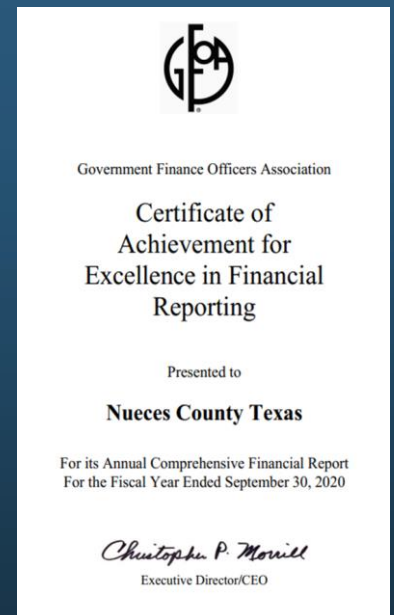 GFOA
Government Finance Officers Association
Certificate of
Achievement for
Excellence in Financial
Reporting
Presented to
Nueces County Texas
For its Annual Comprehensive Financial Report
For the Fiscal Year Ended September 30, 2020
Christopher P. Morrill
Executive Director/CEO